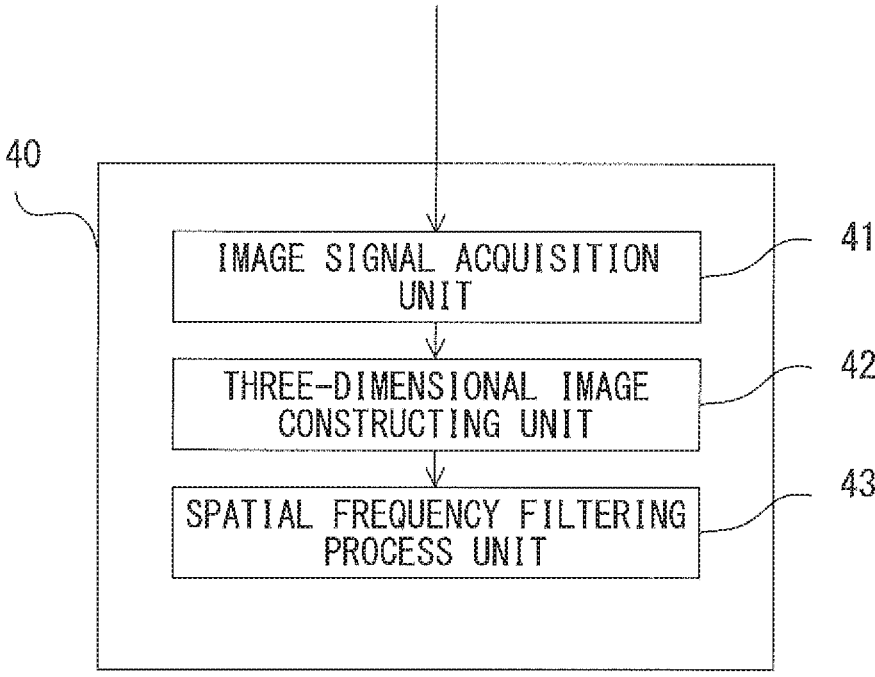 40
IMAGE SIGNAL ACQUISITION
UNIT
41
THREE-DIMENSIONAL IMAGE
CONSTRUCTING UNIT
42
SPATIAL FREQUENCY FILTERING
PROCESS UNIT
43